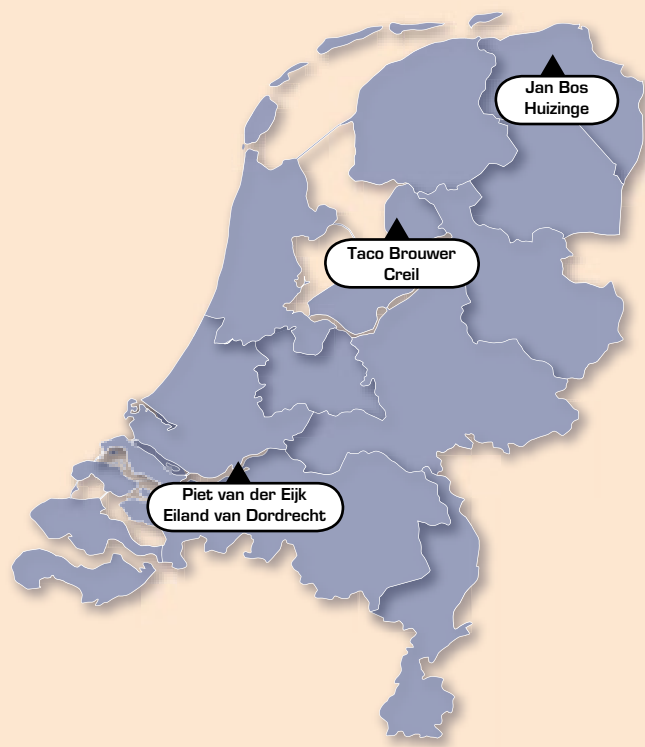 Jan Bos
Huizinge
Taco Brouwer
Creil
Piet van der Eijk
Eiland van Dordrecht